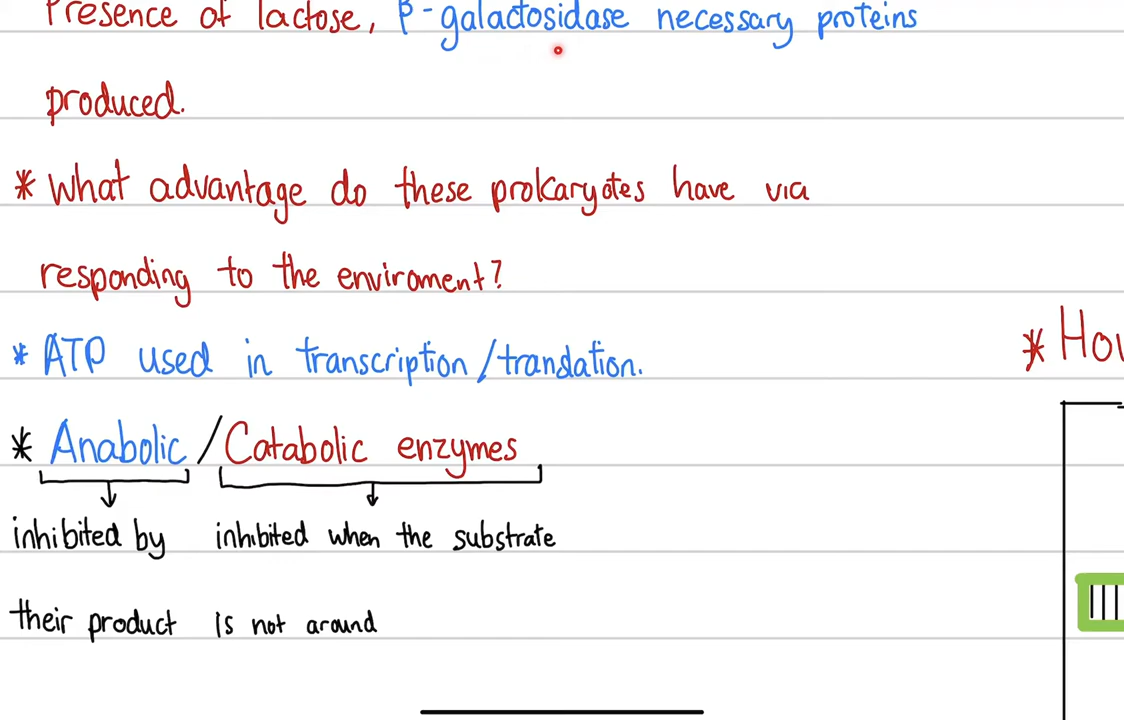 Presence of lactose, β-galactosidase necessary proteins
produced.
* What advantage do these prokaryotes have via
responding to the enviroment?
* ATP used in transcription/translation.
* Anabolic / Catabolic enzymes
inhibited by inhibited when the substrate
their product is not around
* Hov